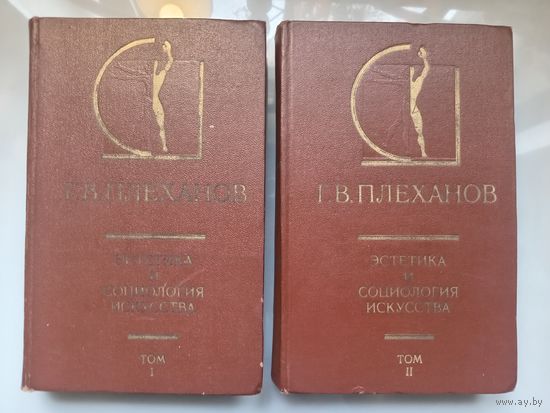 Г.В.ПЛЕХАНОВ
ЭСТЕТИКА
И
СОЦИОЛОГИЯ
ИСКУССТВА
ТОМ
I
Г.В.ПЛЕХАНОВ
ЭСТЕТИКА
И
СОЦИОЛОГИЯ
ИСКУССТВА
ТОМ
II
www.ay.by